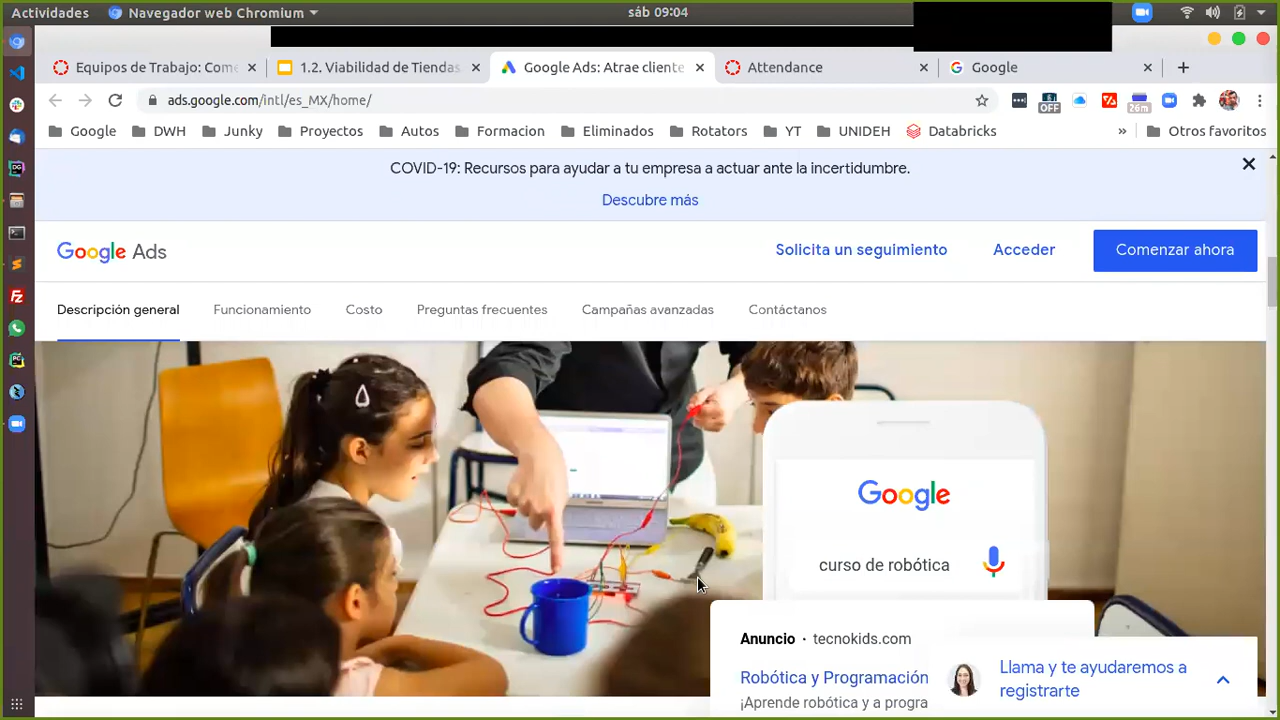 Actividades
Navegador web Chromium
sáb 09:04
Equipos de Trabajo: Come
1.2. Viabilidad de Tiendas
Google Ads: Atrae cliente
Attendance
Google
ads.google.com/intl/es_MX/home/
OFF
26m
Google
DWH
Junky
Proyectos
Autos
Formacion
Eliminados
Rotators
YT
UNIDEH
Databricks
»
Otros favoritos
COVID-19: Recursos para ayudar a tu empresa a actuar ante la incertidumbre.
Descubre más
Google Ads
Solicita un seguimiento
Acceder
Comenzar ahora
Descripción general
Funcionamiento
Costo
Preguntas frecuentes
Campañas avanzadas
Contáctanos
Google
curso de robótica
Anuncio · tecnokids.com
Robótica y Programación
¡Aprende robótica y a progra
Llama y te ayudaremos a
registrarte